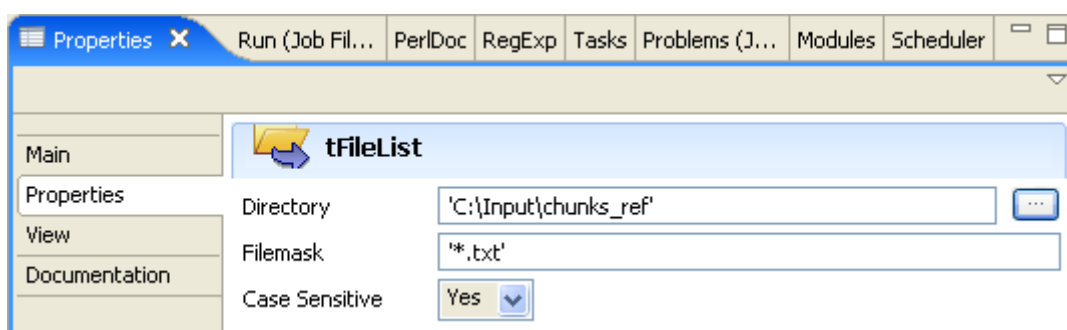 Properties Run (Job Fil... PerlDoc RegExp Tasks Problems (J... Modules Scheduler
tFileList
Main
Properties
View
Documentation
Directory 'C:\Input\chunks_ref' ...
Filemask '*.txt'
Case Sensitive Yes